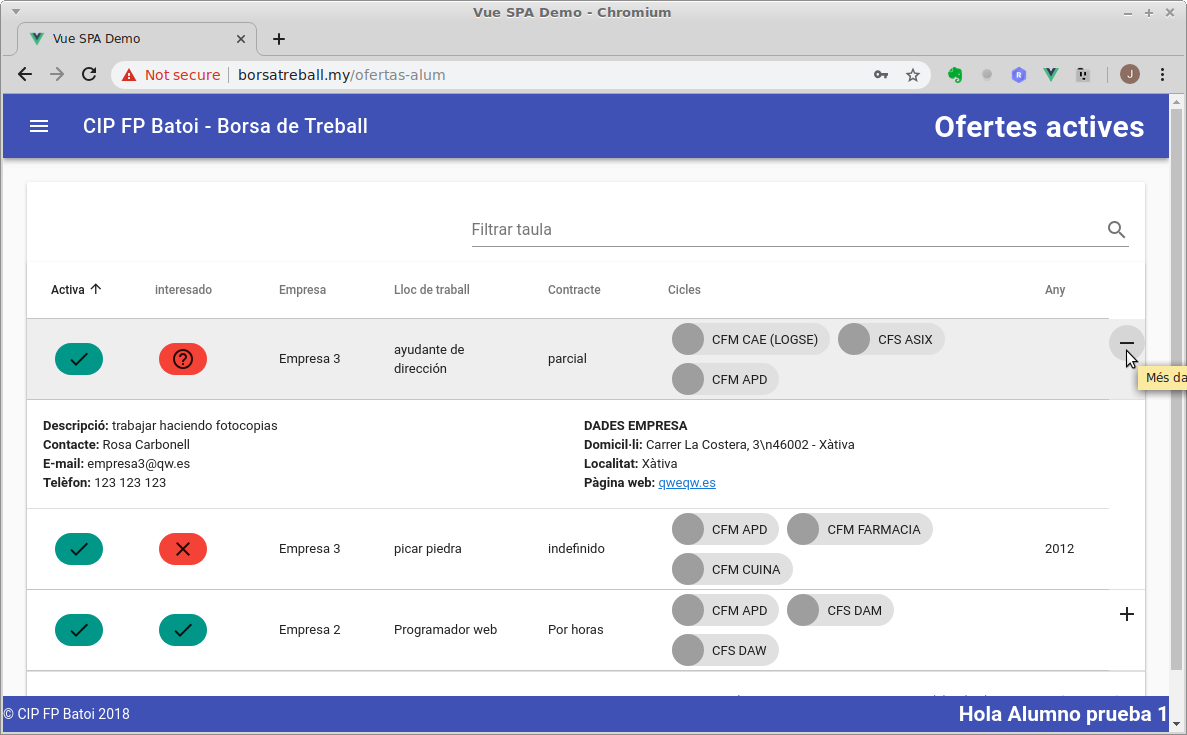 Vue SPA Demo - Chromium
Vue SPA Demo
Not secure borsatreball.my/ofertas-alum
J
CIP FP Batoi - Borsa de Treball
Ofertes actives
Filtrar taula
Activa interesado Empresa Lloc de traball Contracte Cicles Any
Empresa 3 ayudante de dirección parcial CFM CAE (LOGSE) CFS ASIX
CFM APD
Més da
Descripció: trabajar haciendo fotocopias
Contacte: Rosa Carbonell
E-mail: empresa3@qw.es
Telèfon: 123 123 123
DADES EMPRESA
Domicil·li: Carrer La Costera, 3\n46002 - Xàtiva
Localitat: Xàtiva
Pàgina web: qweqw.es
Empresa 3 picar piedra indefinido CFM APD CFM FARMACIA 2012
CFM CUINA
Empresa 2 Programador web Por horas CFM APD CFS DAM
CFS DAW
© CIP FP Batoi 2018
Hola Alumno prueba 1